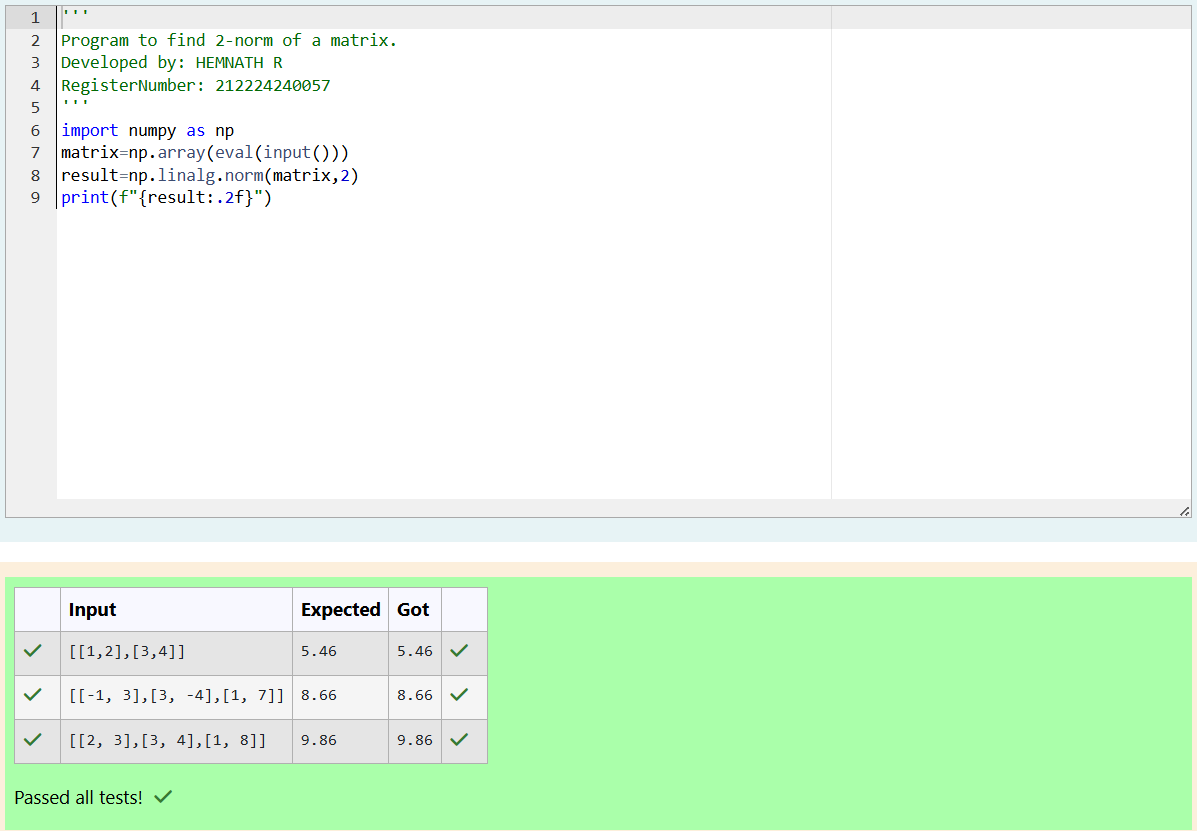 1 '''
2 Program to find 2-norm of a matrix.
3 Developed by: HEMNATH R
4 RegisterNumber: 212224240057
5 '''
6 import numpy as np
7 matrix=np.array(eval(input()))
8 result=np.linalg.norm(matrix,2)
9 print(f"{result:.2f}")
Input Expected Got
[[1,2],[3,4]] 5.46 5.46
[[-1, 3],[3, -4],[1, 7]] 8.66 8.66
[[2, 3],[3, 4],[1, 8]] 9.86 9.86
Passed all tests!